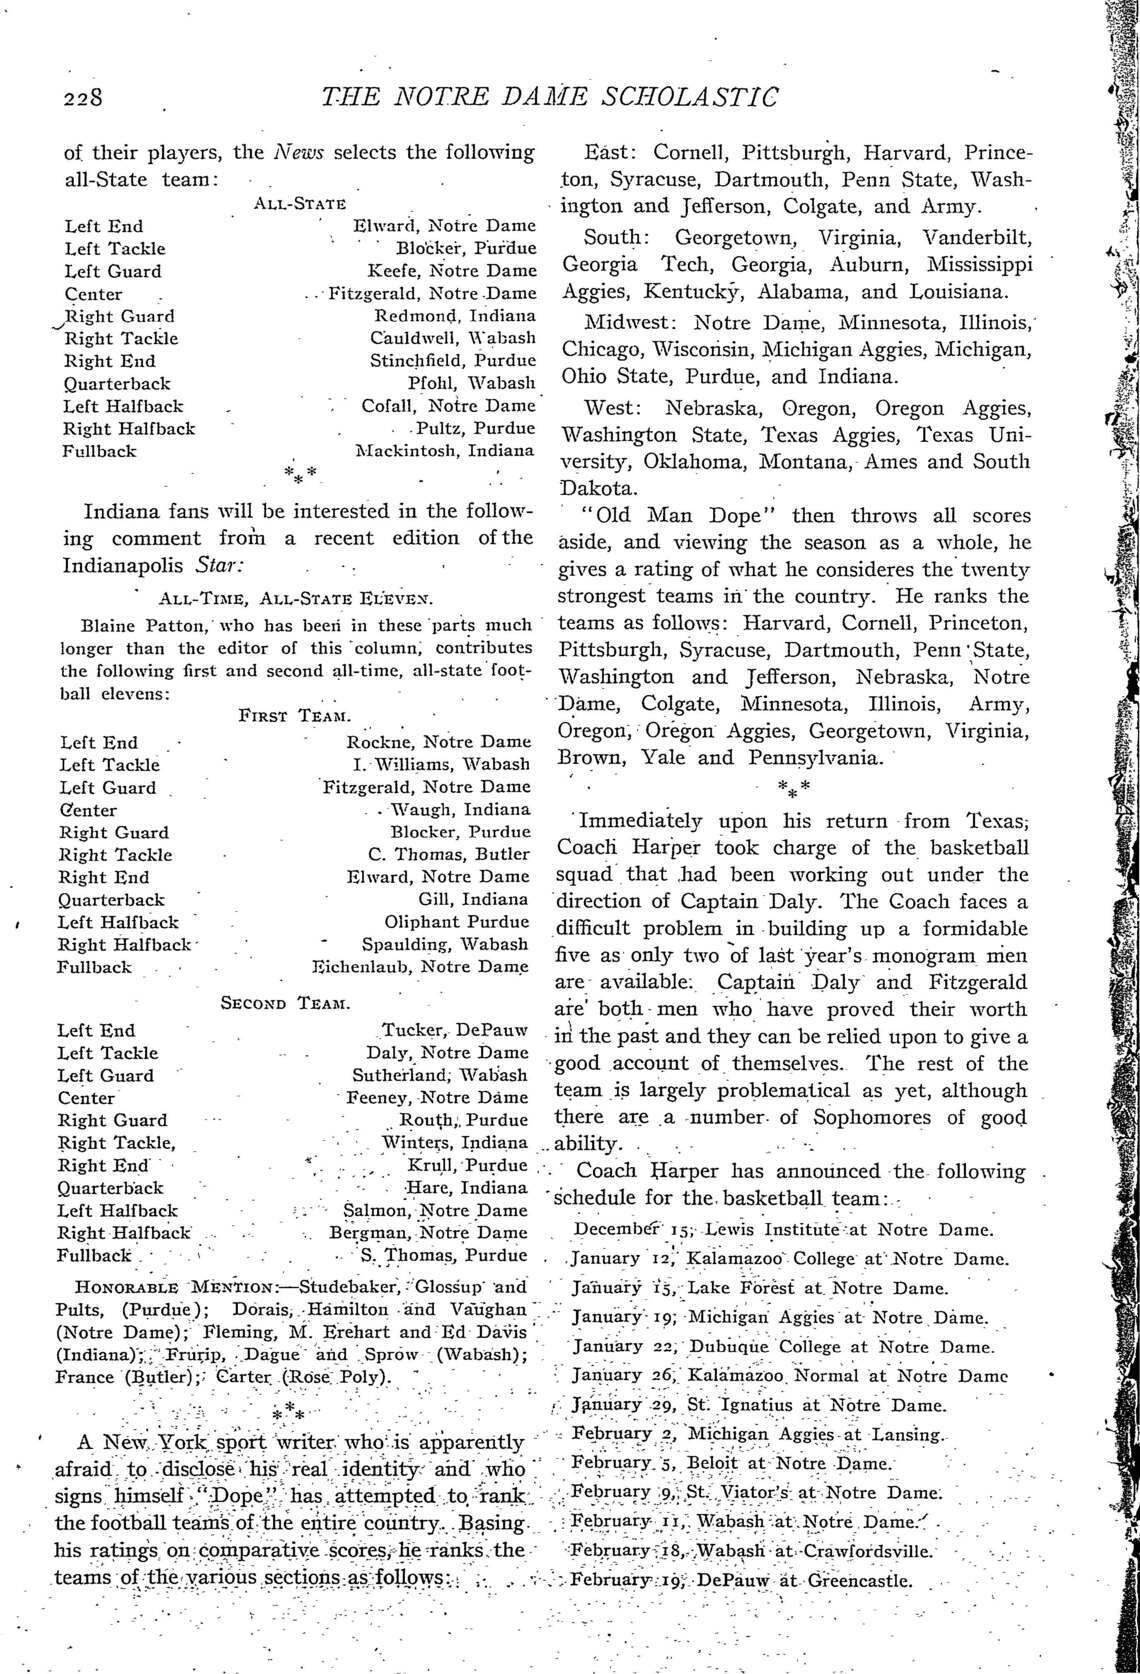 228
THE NOTRE DAME SCHOLASTIC
of their players, the News selects the following
all-State team:
ALL-STATE
Left End Elward, Notre Dame
Left Tackle Blocker, Purdue
Left Guard Keefe, Notre Dame
Center Fitzgerald, Notre Dame
Right Guard Redmond, Indiana
Right Tackle Cauldwell, Wabash
Right End Stinchfield, Purdue
Quarterback Pfohl, Wabash
Left Halfback Cofall, Notre Dame
Right Halfback Pultz, Purdue
Fullback Mackintosh, Indiana
***
Indiana fans will be interested in the follow-
ing comment from a recent edition of the
Indianapolis Star:
ALL-TIME, ALL-STATE ELEVEN.
Blaine Patton, who has been in these parts much
longer than the editor of this column, contributes
the following first and second all-time, all-state foot-
ball elevens:
FIRST TEAM.
Left End Rockne, Notre Dame
Left Tackle I. Williams, Wabash
Left Guard Fitzgerald, Notre Dame
Center Waugh, Indiana
Right Guard Blocker, Purdue
Right Tackle C. Thomas, Butler
Right End Elward, Notre Dame
Quarterback Gill, Indiana
Left Halfback Oliphant Purdue
Right Halfback Spaulding, Wabash
Fullback Eichenlaub, Notre Dame
SECOND TEAM.
Left End Tucker, DePauw
Left Tackle Daly, Notre Dame
Left Guard Sutherland, Wabash
Center Feeney, Notre Dame
Right Guard Routh, Purdue
Right Tackle, Winters, Indiana
Right End Krull, Purdue
Quarterback Hare, Indiana
Left Halfback Salmon, Notre Dame
Right Halfback Bergman, Notre Dame
Fullback S. Thomas, Purdue
HONORABLE MENTION:—Studebaker, Glossup and
Pults, (Purdue); Dorais, Hamilton and Vaughan
(Notre Dame); Fleming, M. Erehart and Ed Davis
(Indiana); Frurip, Dague and Sprow (Wabash);
France (Butler); Carter (Rose Poly).
***
A New York sport writer who is apparently
afraid to disclose his real identity and who
signs himself "Dope" has attempted to rank
the football teams of the entire country. Basing
his ratings on comparative scores, he ranks the
teams of the various sections as follows:
East: Cornell, Pittsburgh, Harvard, Prince-
ton, Syracuse, Dartmouth, Penn State, Wash-
ington and Jefferson, Colgate, and Army.
South: Georgetown, Virginia, Vanderbilt,
Georgia Tech, Georgia, Auburn, Mississippi
Aggies, Kentucky, Alabama, and Louisiana.
Midwest: Notre Dame, Minnesota, Illinois,
Chicago, Wisconsin, Michigan Aggies, Michigan,
Ohio State, Purdue, and Indiana.
West: Nebraska, Oregon, Oregon Aggies,
Washington State, Texas Aggies, Texas Uni-
versity, Oklahoma, Montana, Ames and South
Dakota.
"Old Man Dope" then throws all scores
aside, and viewing the season as a whole, he
gives a rating of what he consideres the twenty
strongest teams in the country. He ranks the
teams as follows: Harvard, Cornell, Princeton,
Pittsburgh, Syracuse, Dartmouth, Penn State,
Washington and Jefferson, Nebraska, Notre
Dame, Colgate, Minnesota, Illinois, Army,
Oregon, Oregon Aggies, Georgetown, Virginia,
Brown, Yale and Pennsylvania.
***
Immediately upon his return from Texas,
Coach Harper took charge of the basketball
squad that had been working out under the
direction of Captain Daly. The Coach faces a
difficult problem in building up a formidable
five as only two of last year's monogram men
are available: Captain Daly and Fitzgerald
are both men who have proved their worth
in the past and they can be relied upon to give a
good account of themselves. The rest of the
team is largely problematical as yet, although
there are a number of Sophomores of good
ability.
Coach Harper has announced the following
schedule for the basketball team:
December 15, Lewis Institute at Notre Dame.
January 12, Kalamazoo College at Notre Dame.
January 15, Lake Forest at Notre Dame.
January 19, Michigan Aggies at Notre Dame.
January 22, Dubuque College at Notre Dame.
January 26, Kalamazoo Normal at Notre Dame
January 29, St. Ignatius at Notre Dame.
February 2, Michigan Aggies at Lansing.
February 5, Beloit at Notre Dame.
February 9, St. Viator's at Notre Dame.
February 11, Wabash at Notre Dame.
February 18, Wabash at Crawfordsville.
February 19, DePauw at Greencastle.